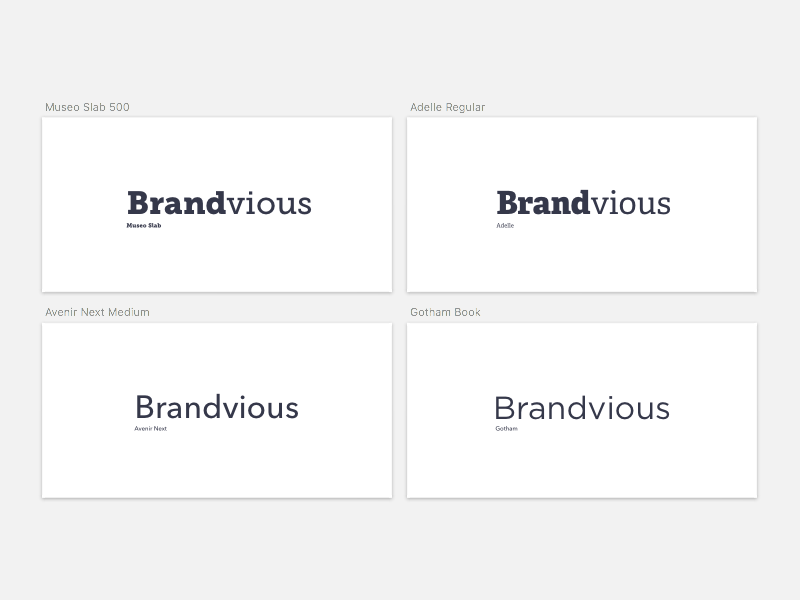 Museo Slab 500
Brandvious
Museo Slab
Adelle Regular
Brandvious
Adelle
Avenir Next Medium
Brandvious
Avenir Next
Gotham Book
Brandvious
Gotham